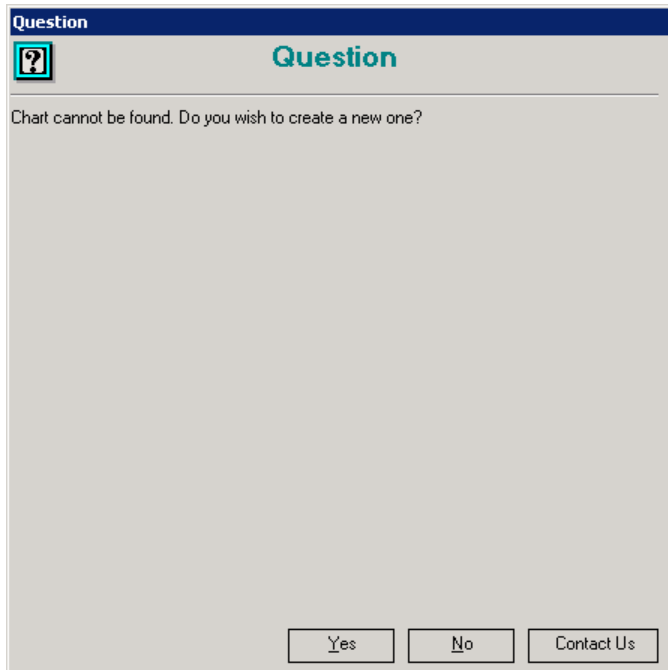 Question
Question
Chart cannot be found. Do you wish to create a new one?
Yes No Contact Us